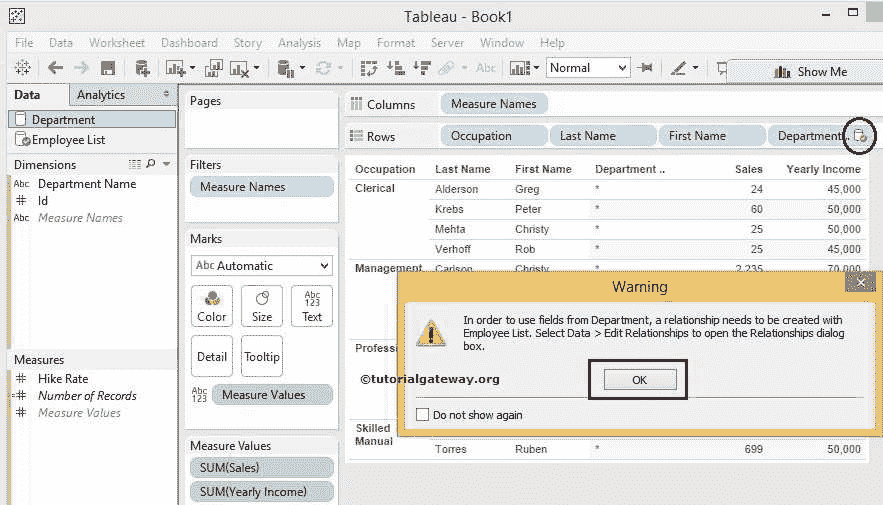 Tableau - Book1
File Data Worksheet Dashboard Story Analysis Map Format Server Window Help
Abc Normal Show Me
Data Analytics
Department
Employee List
Dimensions
Abc Department Name
# Id
Abc Measure Names
Measures
# Hike Rate
# Number of Records
# Measure Values
Pages
Filters
Measure Names
Marks
Abc Automatic
Color Size Abc 123 Text
Detail Tooltip
Abc 123 Measure Values
Measure Values
SUM(Sales)
SUM(Yearly Income)
Columns Measure Names
Rows Occupation Last Name First Name Department..
Occupation Last Name First Name Department .. Sales Yearly Income
Clerical Alderson Greg * 24 45,000
Krebs Peter * 60 50,000
Mehta Christy * 25 50,000
Verhoff Rob * 25 45,000
Management Carlson Christy * 2,235 70,000
Profess
Skilled Manual
Torres Ruben * 699 50,000
Warning
In order to use fields from Department, a relationship needs to be created with
Employee List. Select Data > Edit Relationships to open the Relationships dialog
box.
©tutorialgateway.org
OK
Do not show again